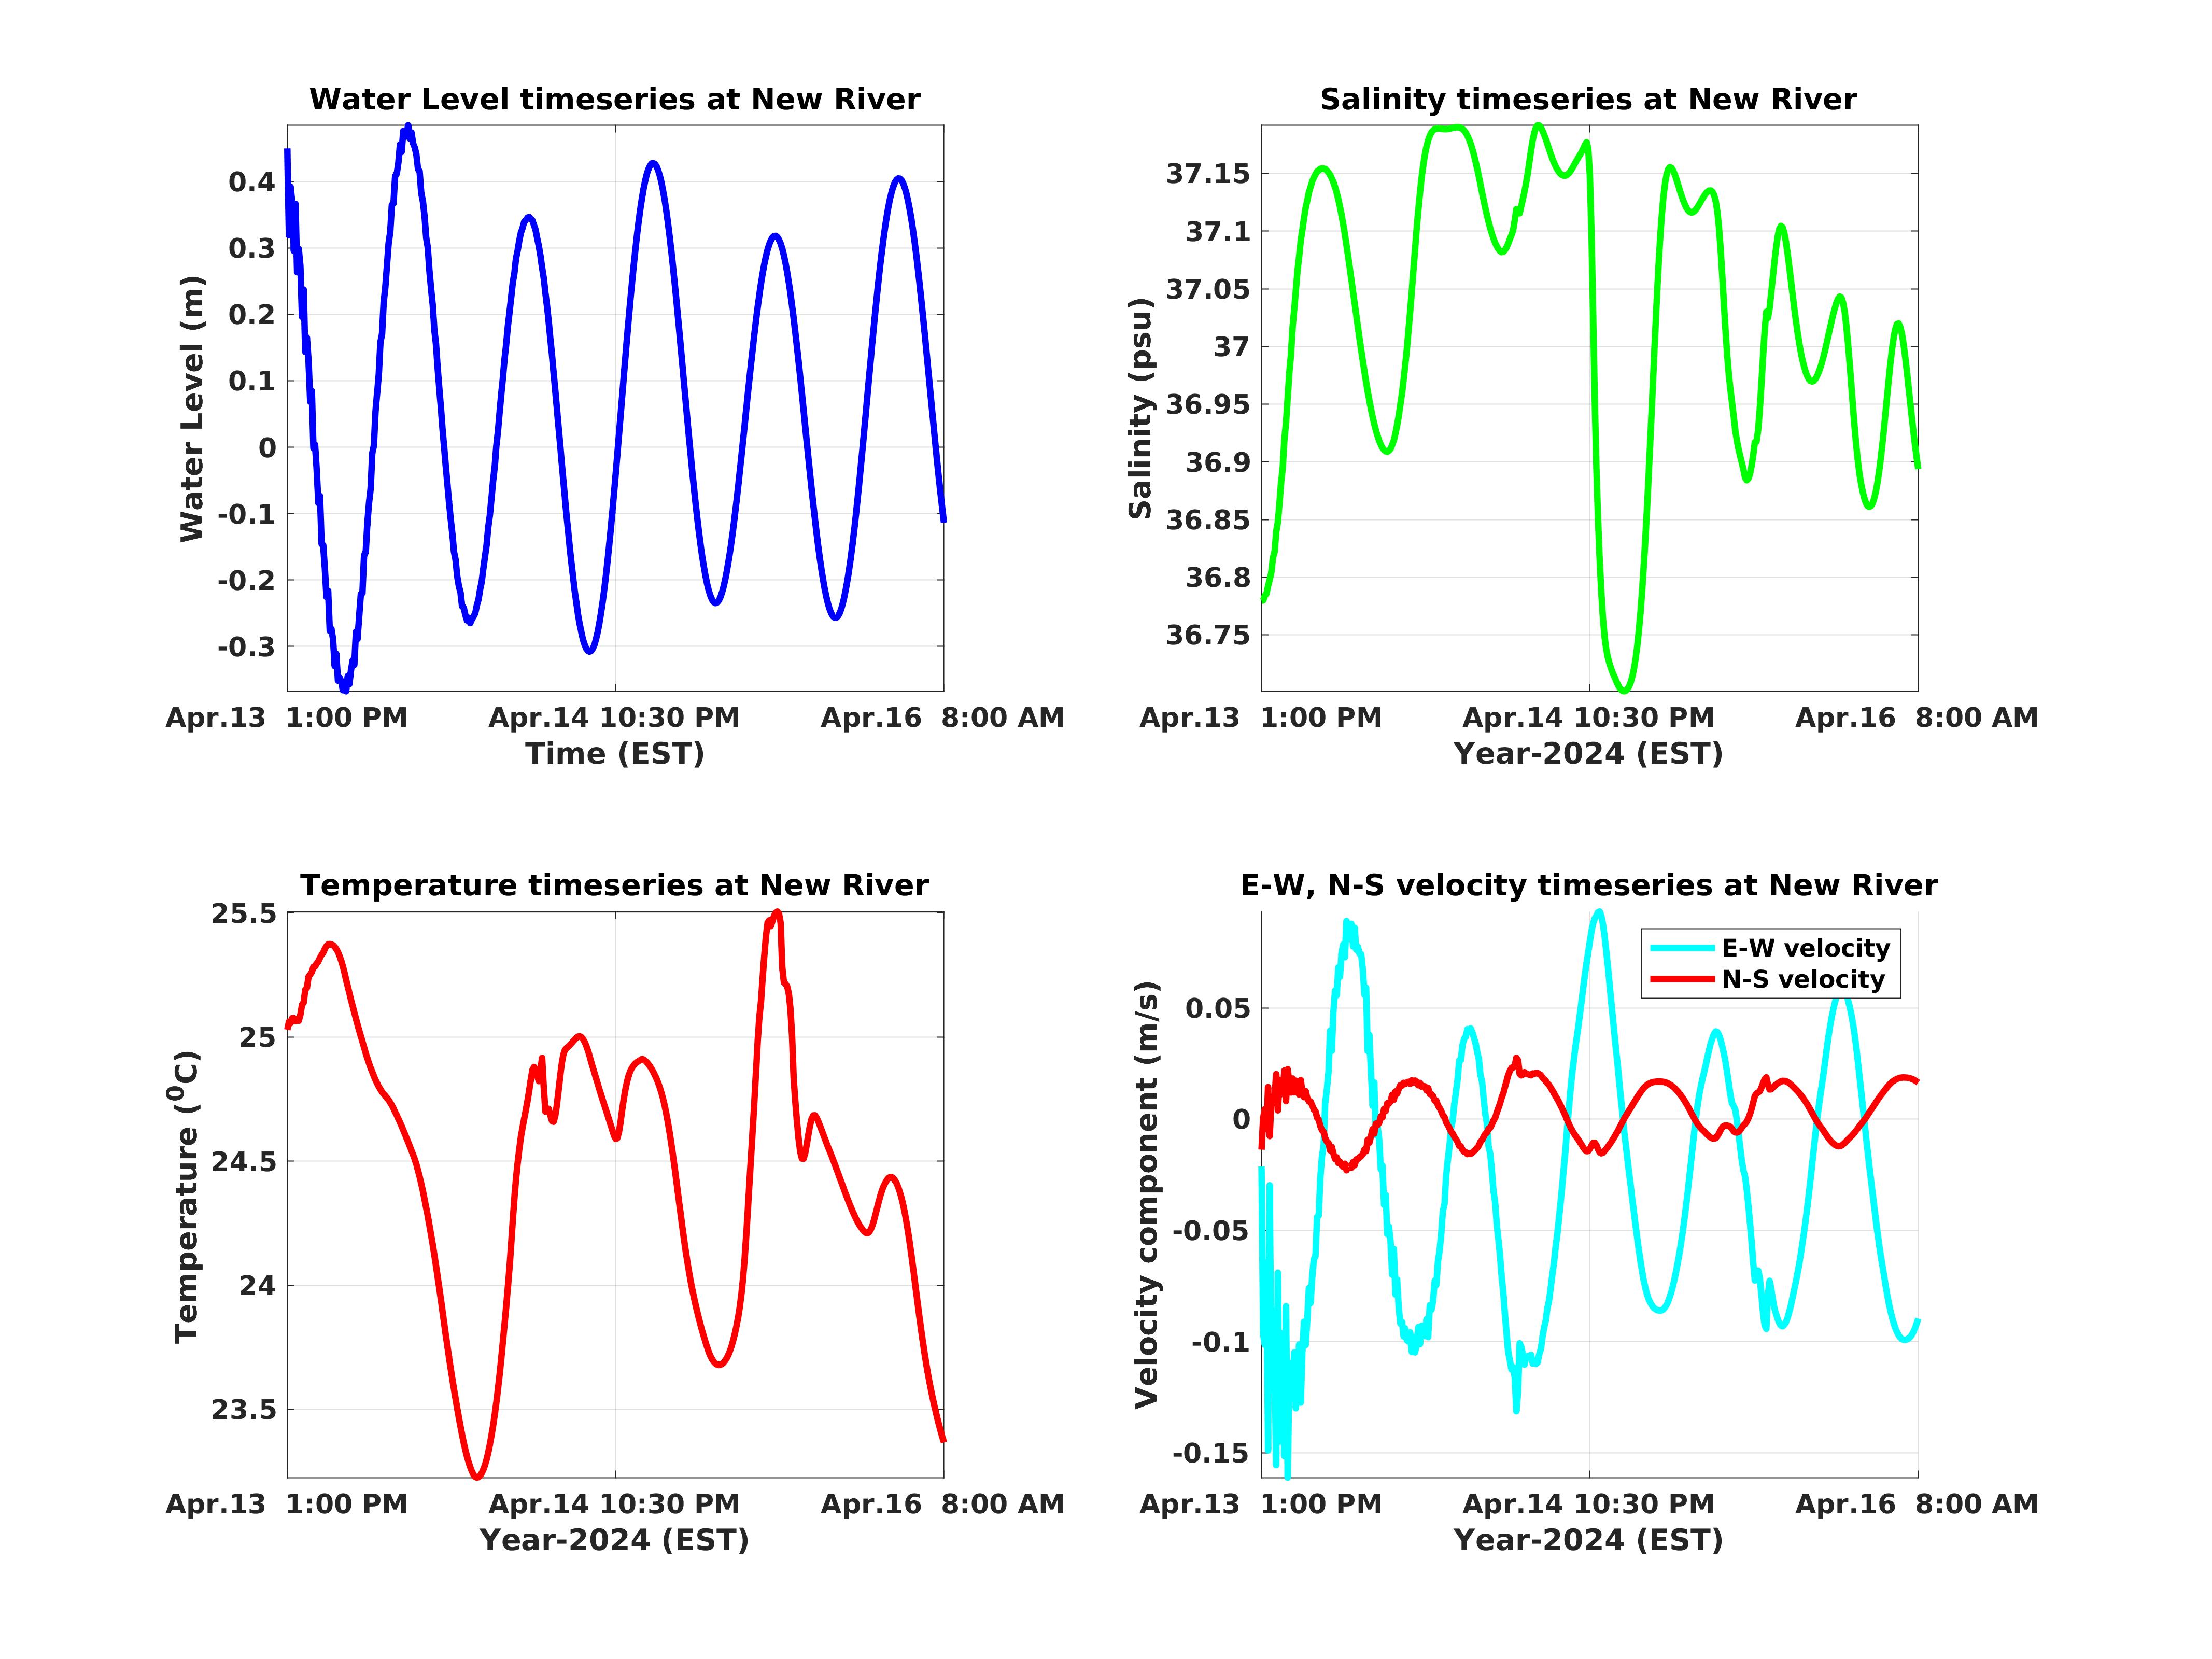 Water Level timeseries at New River
Water Level (m)
0.4
0.3
0.2
0.1
0
-0.1
-0.2
-0.3
Apr.13 1:00 PM Apr.14 10:30 PM Apr.16 8:00 AM
Time (EST)
Salinity timeseries at New River
Salinity (psu)
37.15
37.1
37.05
37
36.95
36.9
36.85
36.8
36.75
Apr.13 1:00 PM Apr.14 10:30 PM Apr.16 8:00 AM
Year-2024 (EST)
Temperature timeseries at New River
Temperature (⁰C)
25.5
25
24.5
24
23.5
Apr.13 1:00 PM Apr.14 10:30 PM Apr.16 8:00 AM
Year-2024 (EST)
E-W, N-S velocity timeseries at New River
E-W velocity
N-S velocity
Velocity component (m/s)
0.05
0
-0.05
-0.1
-0.15
Apr.13 1:00 PM Apr.14 10:30 PM Apr.16 8:00 AM
Year-2024 (EST)